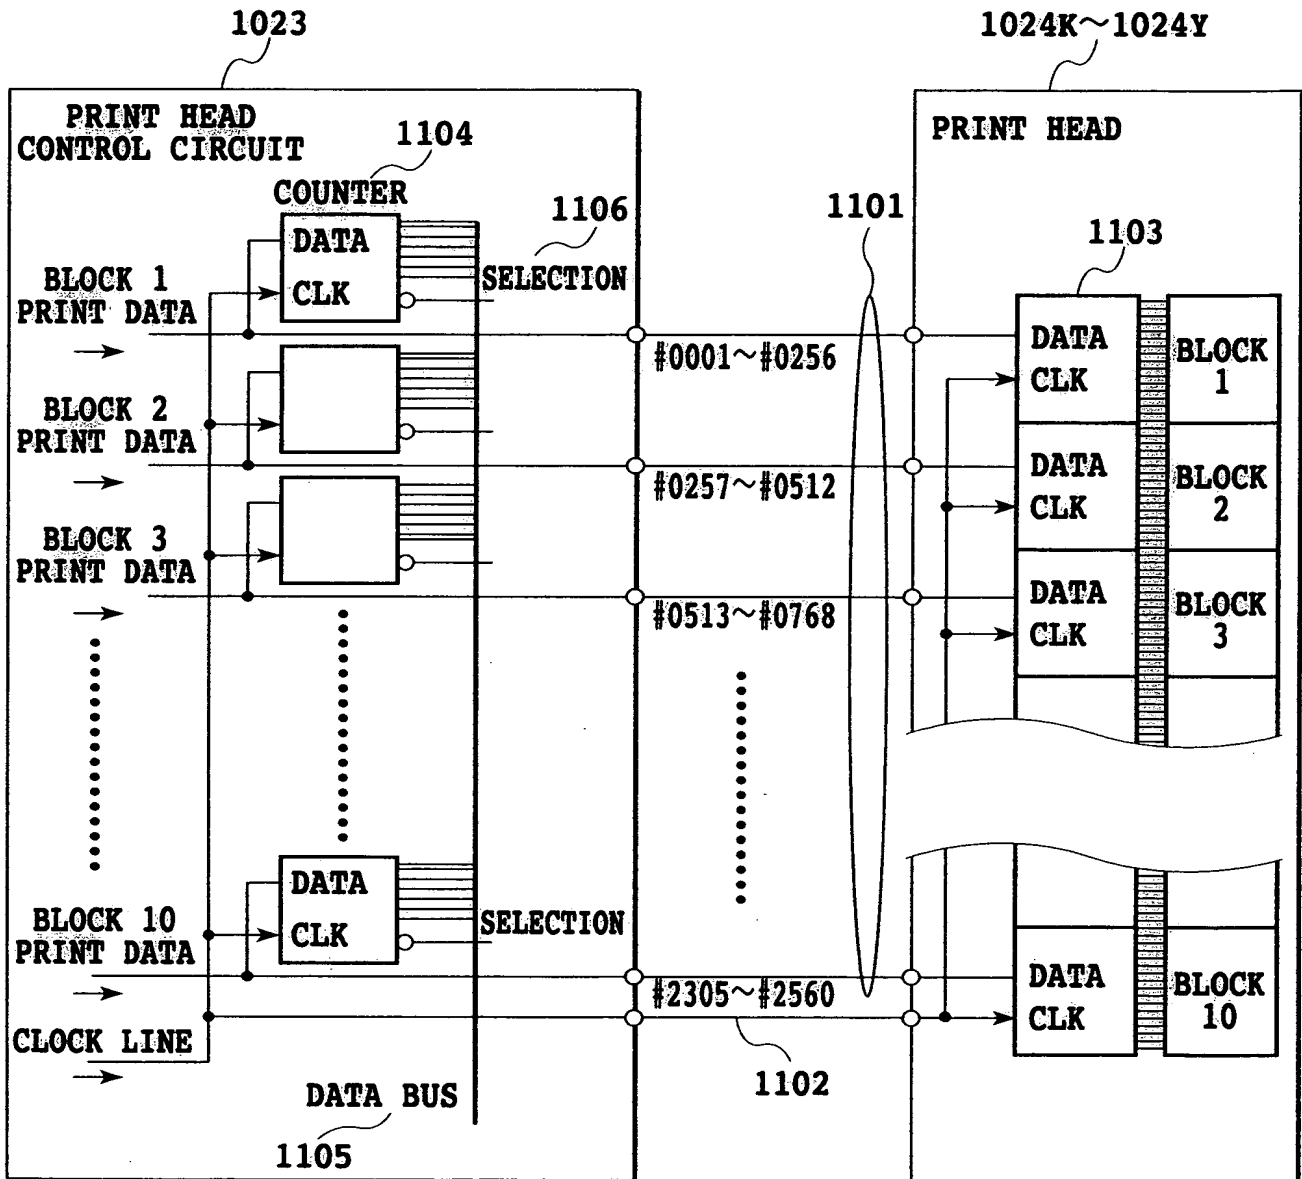 1023
1024K~1024Y
PRINT HEAD
CONTROL CIRCUIT
1104
COUNTER
DATA
CLK
1106
SELECTION
BLOCK 1
PRINT DATA
BLOCK 2
PRINT DATA
BLOCK 3
PRINT DATA
DATA
CLK
SELECTION
BLOCK 10
PRINT DATA
CLOCK LINE
DATA BUS
1105
1101
#0001~#0256
#0257~#0512
#0513~#0768
#2305~#2560
1102
PRINT HEAD
1103
DATA
CLK
BLOCK
1
DATA
CLK
BLOCK
2
DATA
CLK
BLOCK
3
DATA
CLK
BLOCK
10